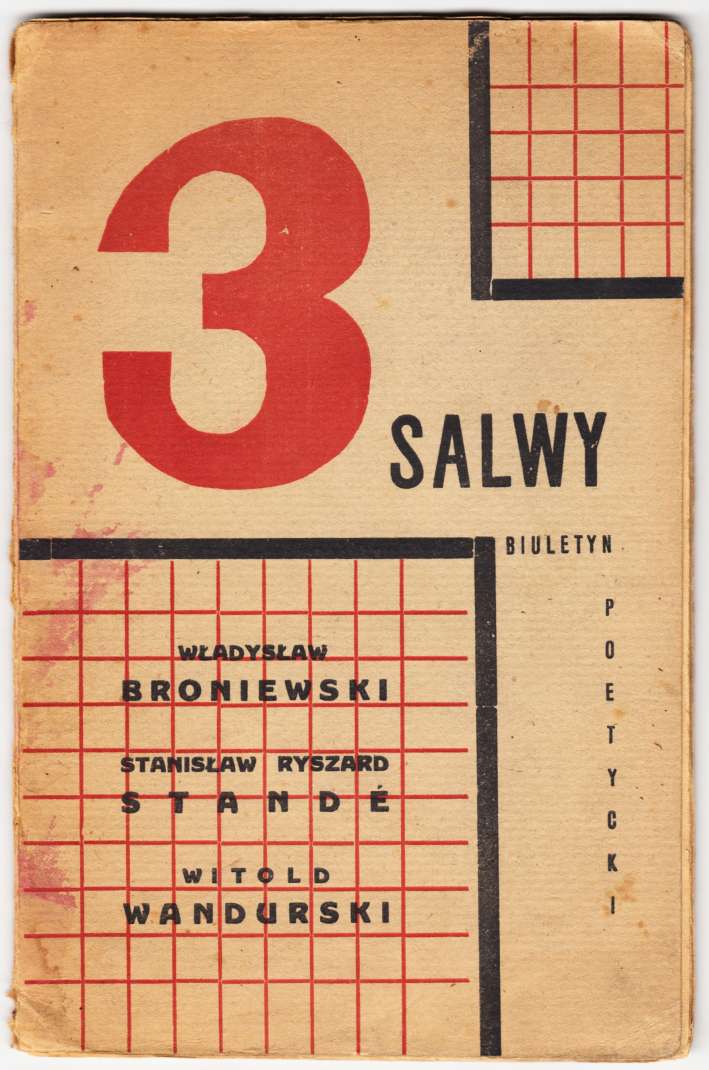 3
SALWY
BIULETYN
POETYCKI
WŁADYSŁAW
BRONIEWSKI
STANISŁAW RYSZARD
STANDÉ
WITOLD
WANDURSKI